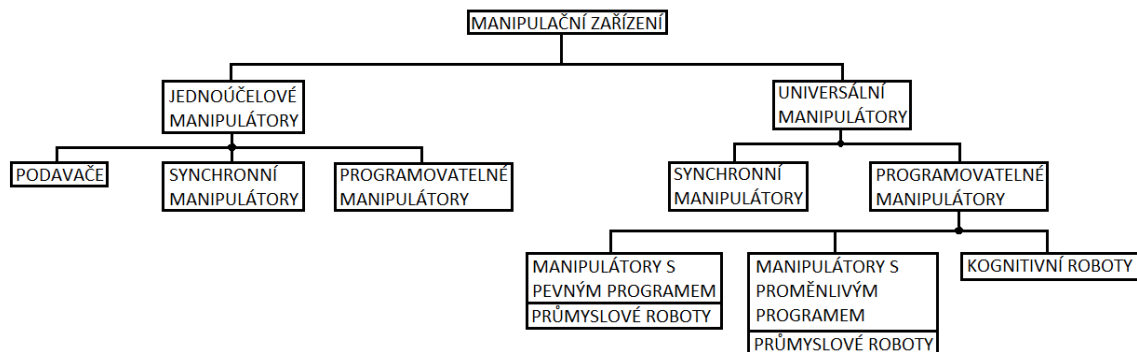 MANIPULAČNÍ ZAŘÍZENÍ
JEDNOÚČELOVÉ
MANIPULÁTORY
UNIVERSÁLNÍ
MANIPULÁTORY
PODAVAČE
SYNCHRONNÍ
MANIPULÁTORY
PROGRAMOVATELNÉ
MANIPULÁTORY
SYNCHRONNÍ
MANIPULÁTORY
PROGRAMOVATELNÉ
MANIPULÁTORY
MANIPULÁTORY S
PEVNÝM PROGRAMEM
PRŮMYSLOVÉ ROBOTY
MANIPULÁTORY S
PROMĚNLIVÝM
PROGRAMEM
PRŮMYSLOVÉ ROBOTY
KOGNITIVNÍ ROBOTY